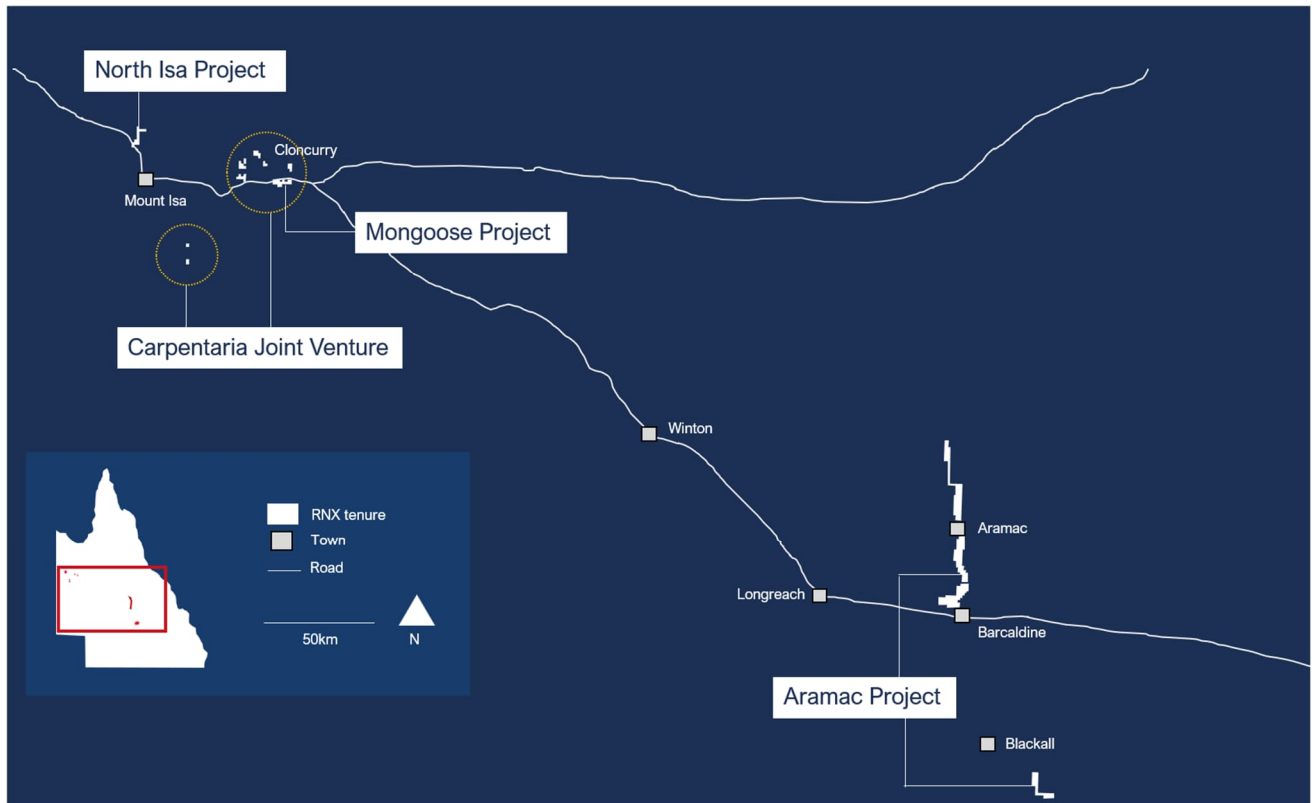 North Isa Project
Cloncurry
Mount Isa
Mongoose Project
Carpentaria Joint Venture
Winton
RNX tenure
Town
Road
50km
N
Aramac
Longreach
Barcaldine
Aramac Project
Blackall